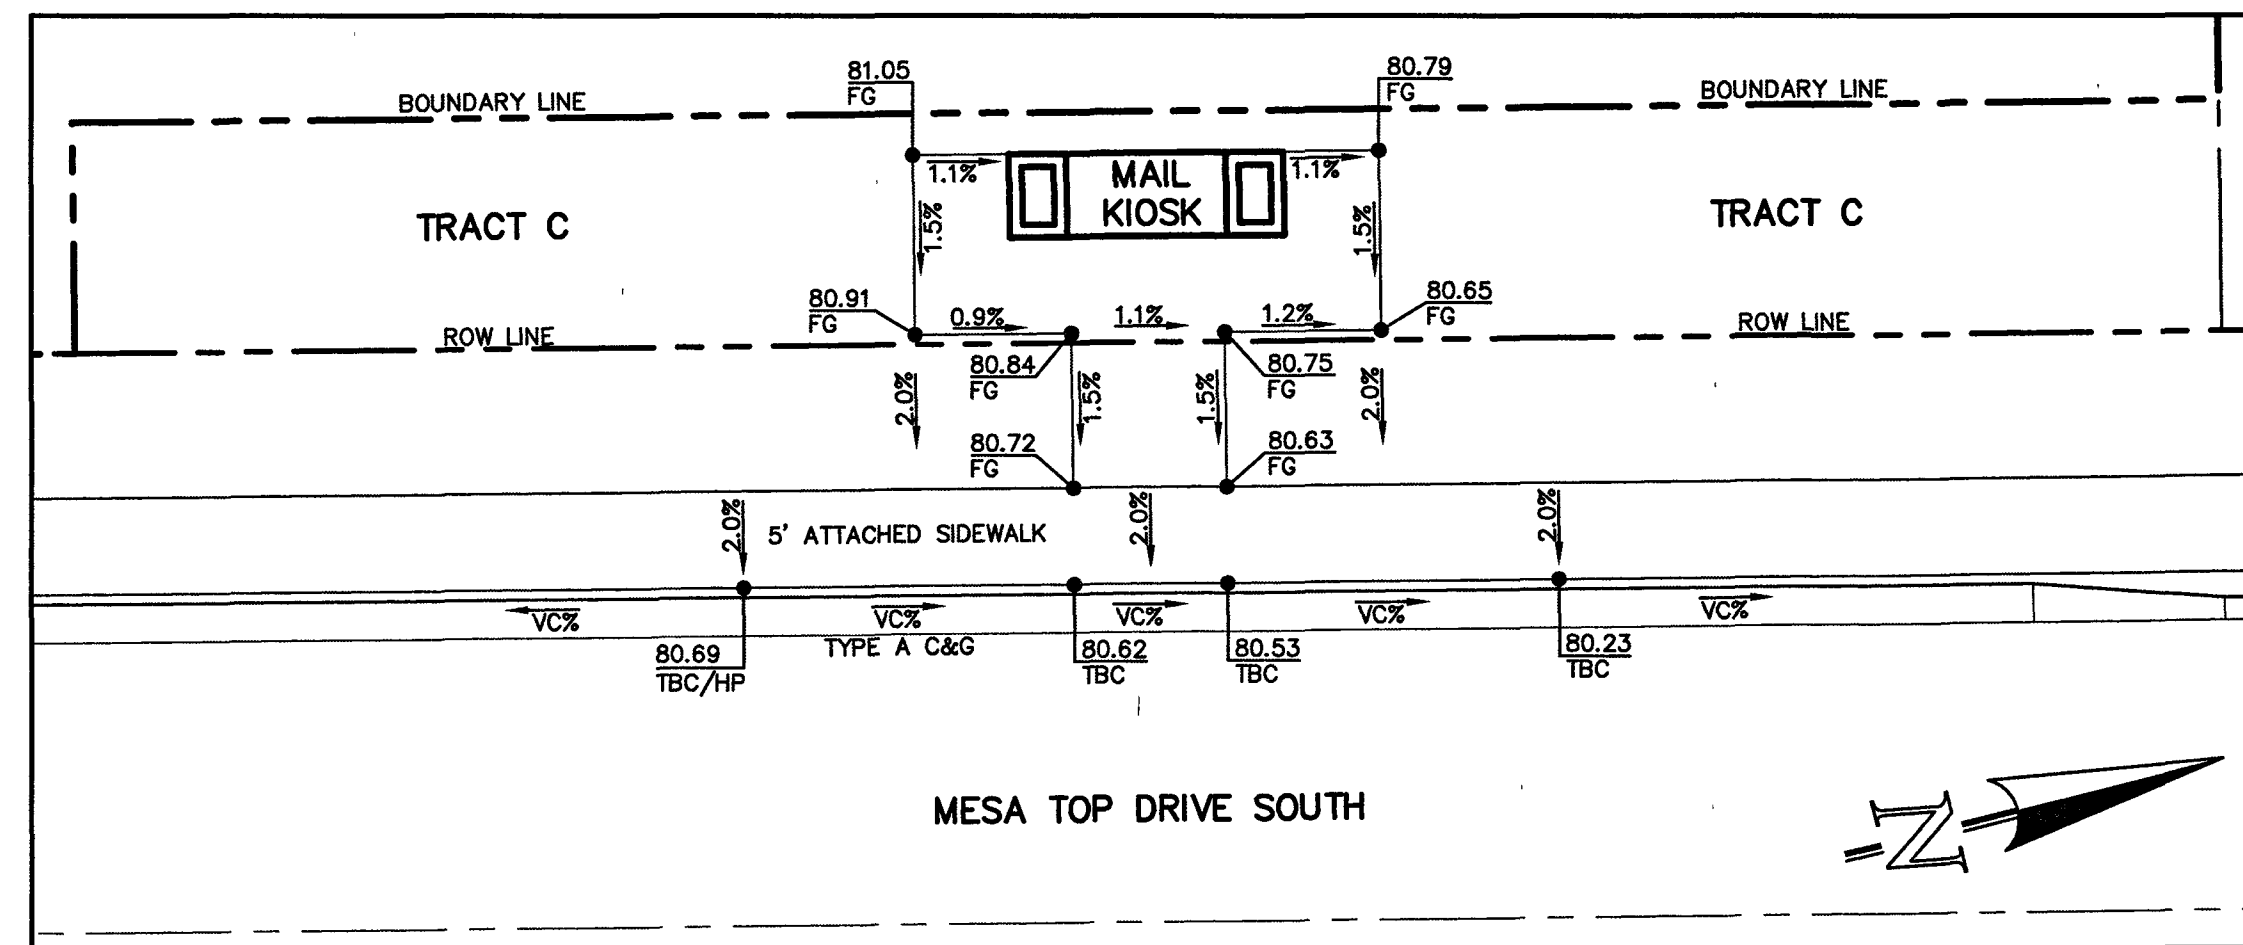 81.05
FG
80.79
FG
BOUNDARY LINE
BOUNDARY LINE
1.1%
MAIL
KIOSK
1.1%
TRACT C
1.5%
1.5%
TRACT C
80.91
FG
0.9%
1.1%
1.2%
80.65
FG
ROW LINE
ROW LINE
80.84
FG
80.75
FG
2.0%
1.5%
1.5%
2.0%
80.72
FG
80.63
FG
2.0%
5' ATTACHED SIDEWALK
2.0%
2.0%
VC%
VC%
VC%
VC%
VC%
TYPE A C&G
80.69
TBC/HP
80.62
TBC
80.53
TBC
80.23
TBC
MESA TOP DRIVE SOUTH
N